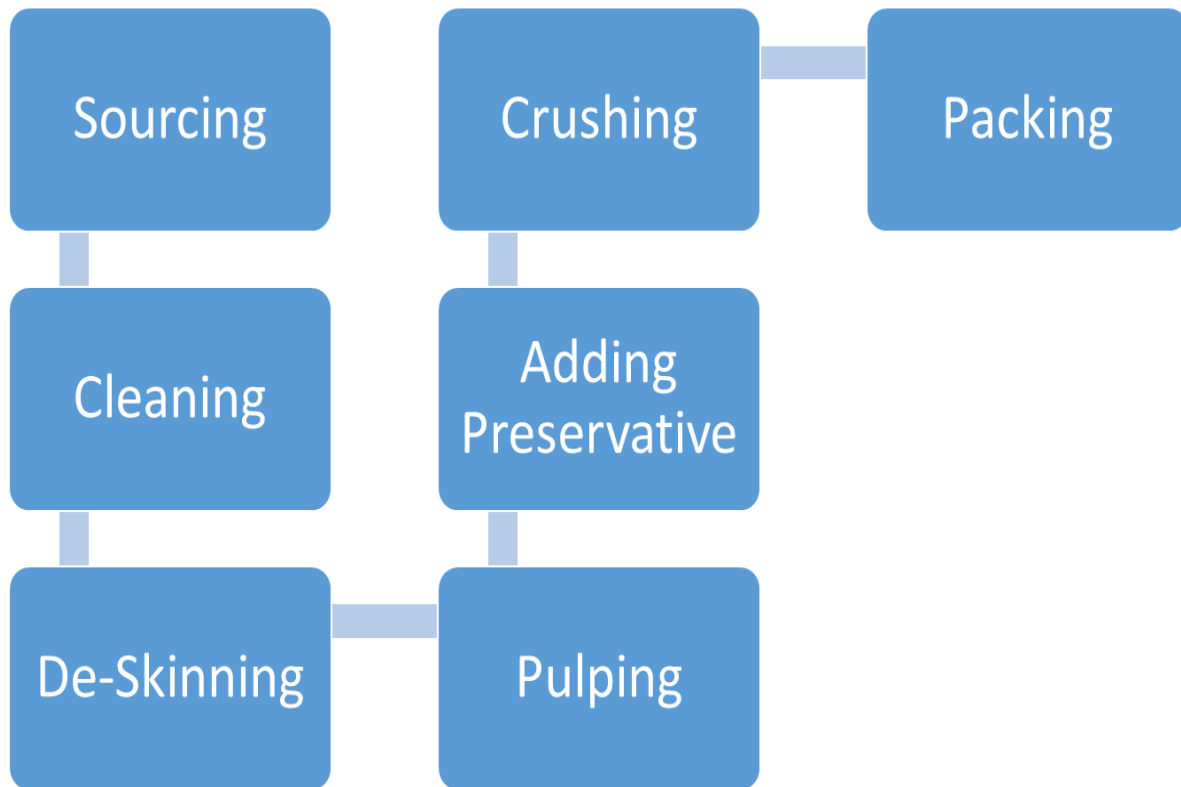 Sourcing
Cleaning
De-Skinning
Pulping
Adding
Preservative
Crushing
Packing